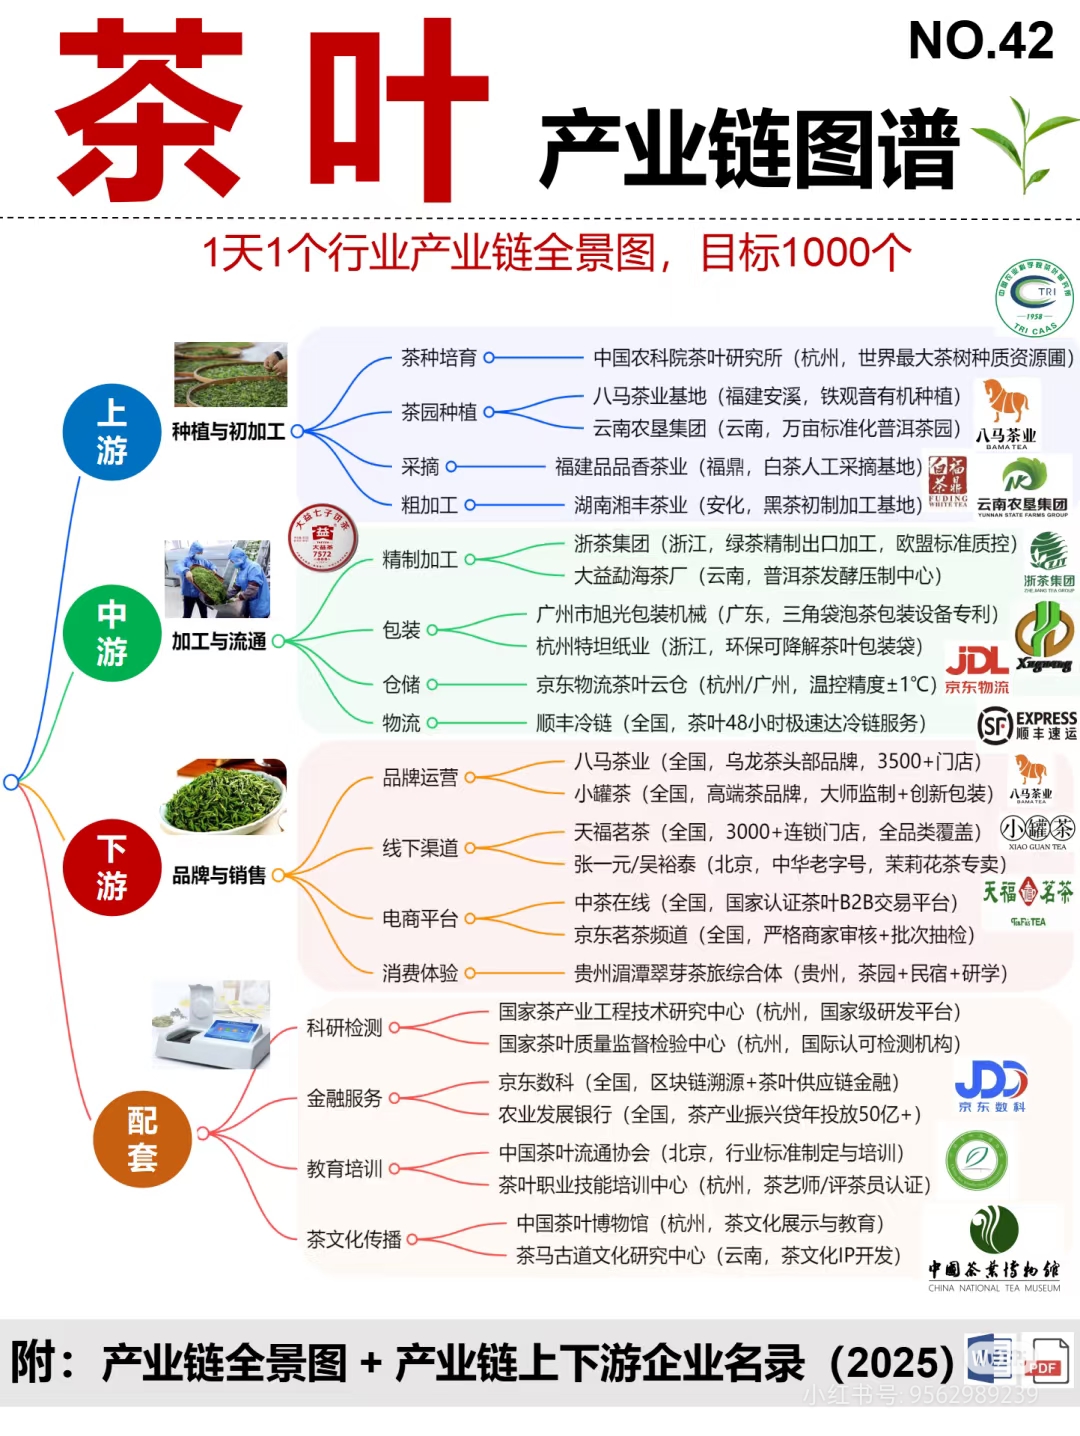 茶叶
NO.42
产业链图谱
1天1个行业产业链全景图，目标1000个
TRI
1958
TRI CAAS
上游
种植与初加工
茶种培育
中国农科院茶叶研究所（杭州，世界最大茶树种质资源圃）
茶园种植
八马茶业基地（福建安溪，铁观音有机种植）
云南农垦集团（云南，万亩标准化普洱茶园）
八马茶业
BAMA TEA
采摘
福建品品香茶业（福鼎，白茶人工采摘基地）
粗加工
湖南湘丰茶业（安化，黑茶初制加工基地）
福鼎白茶
FUDING
WHITE TEA
云南农垦集团
YUNNAN STATE FARMS GROUP
大益七子饼茶
益
大益茶
7572
中游
加工与流通
精制加工
浙茶集团（浙江，绿茶精制出口加工，欧盟标准质控）
大益勐海茶厂（云南，普洱茶发酵压制中心）
浙茶集团
ZHEJIANG TEA GROUP
包装
广州市旭光包装机械（广东，三角袋泡茶包装设备专利）
杭州特坦纸业（浙江，环保可降解茶叶包装袋）
仓储
京东物流茶叶云仓（杭州/广州，温控精度±1℃）
JDL
京东物流
物流
顺丰冷链（全国，茶叶48小时极速达冷链服务）
SF
EXPRESS
顺丰速运
下游
品牌与销售
品牌运营
八马茶业（全国，乌龙茶头部品牌，3500+门店）
小罐茶（全国，高端茶品牌，大师监制+创新包装）
八马茶业
BAMA TEA
线下渠道
天福茗茶（全国，3000+连锁门店，全品类覆盖）
张一元/吴裕泰（北京，中华老字号，茉莉花茶专卖）
小罐茶
XIAO GUAN TEA
电商平台
中茶在线（全国，国家认证茶叶B2B交易平台）
京东茗茶频道（全国，严格商家审核+批次抽检）
天福茗茶
消费体验
贵州湄潭翠芽茶旅综合体（贵州，茶园+民宿+研学）
配套
科研检测
国家茶产业工程技术研究中心（杭州，国家级研发平台）
国家茶叶质量监督检验中心（杭州，国际认可检测机构）
金融服务
京东数科（全国，区块链溯源+茶叶供应链金融）
农业发展银行（全国，茶产业振兴贷年投放50亿+）
JDD
京东数科
教育培训
中国茶叶流通协会（北京，行业标准制定与培训）
茶叶职业技能培训中心（杭州，茶艺师/评茶员认证）
茶文化传播
中国茶叶博物馆（杭州，茶文化展示与教育）
茶马古道文化研究中心（云南，茶文化IP开发）
中国茶叶博物馆
CHINA NATIONAL TEA MUSEUM
附：产业链全景图 + 产业链上下游企业名录（2025）
W
PDF
小红书号: 9562989239